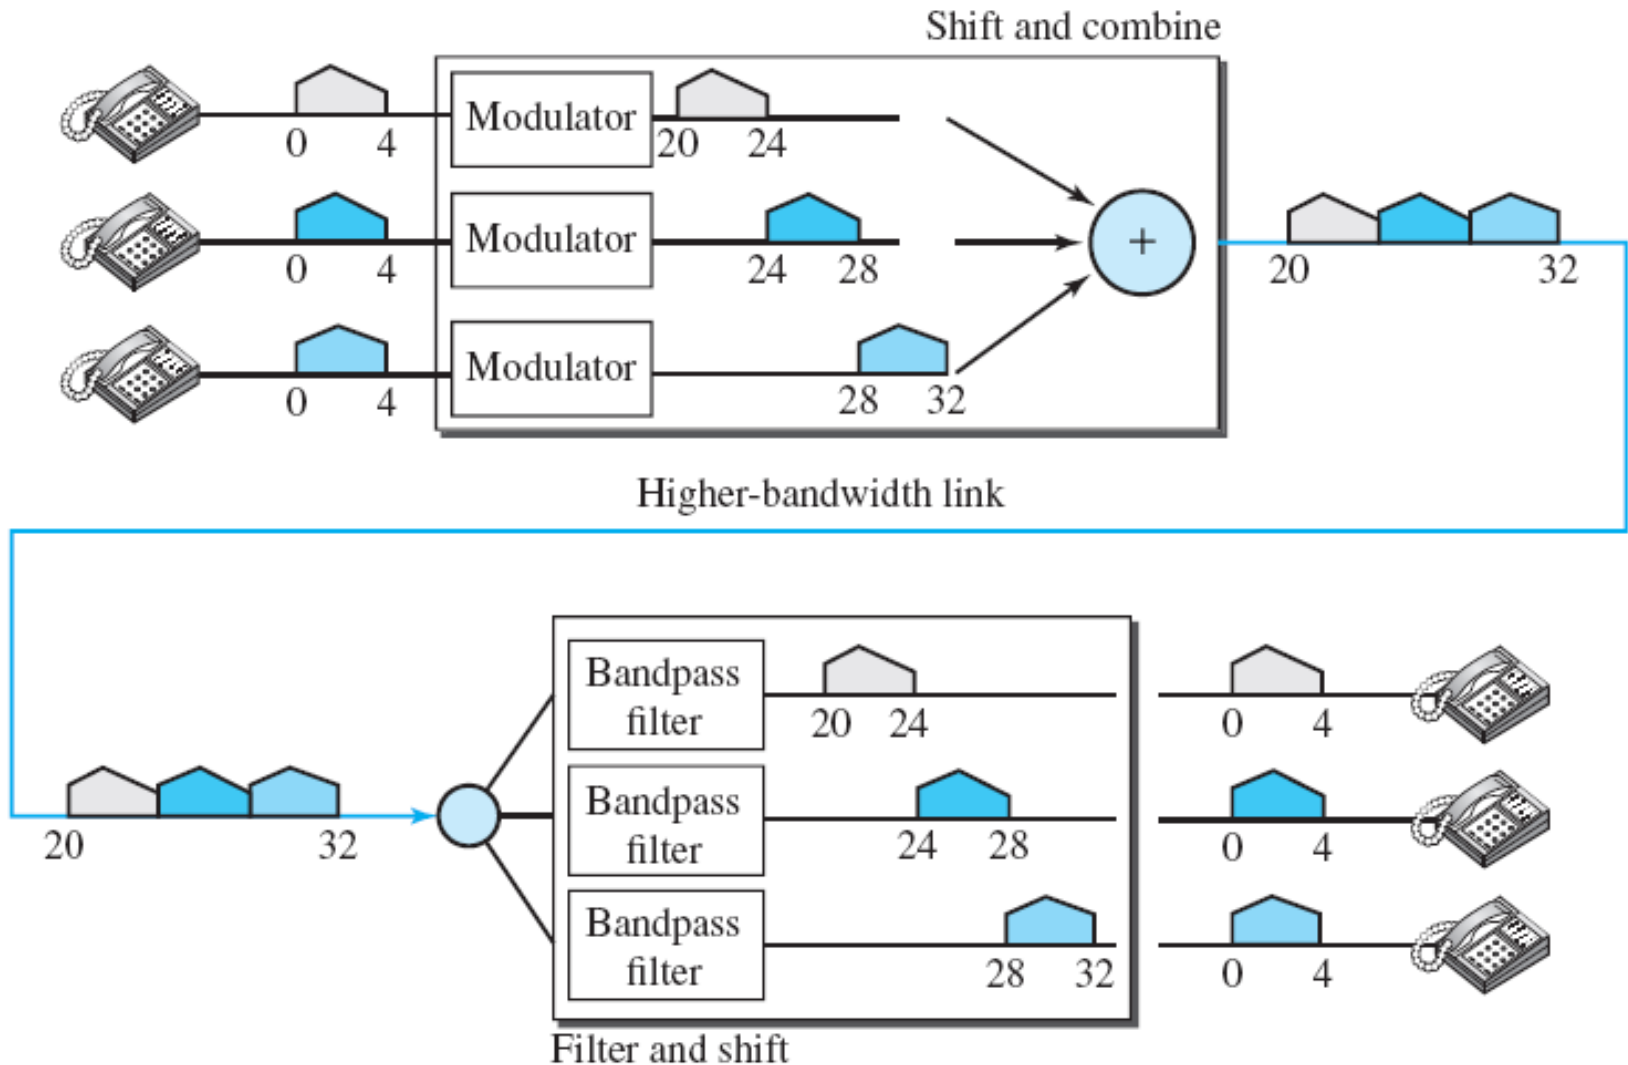 Shift and combine
Modulator
0 4
20 24
Modulator
0 4
24 28
+
20 32
Modulator
0 4
28 32
Higher-bandwidth link
Bandpass
filter
20 24
0 4
Bandpass
filter
24 28
0 4
20 32
Bandpass
filter
28 32
0 4
Filter and shift